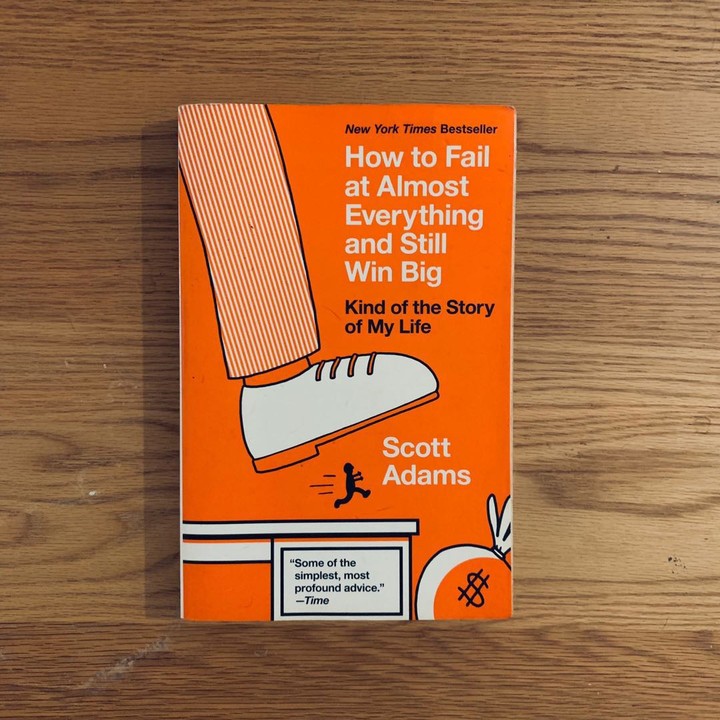 New York Times Bestseller
How to Fail
at Almost
Everything
and Still
Win Big
Kind of the Story
of My Life
Scott
Adams
“Some of the
simplest, most
profound advice.”
—Time
$